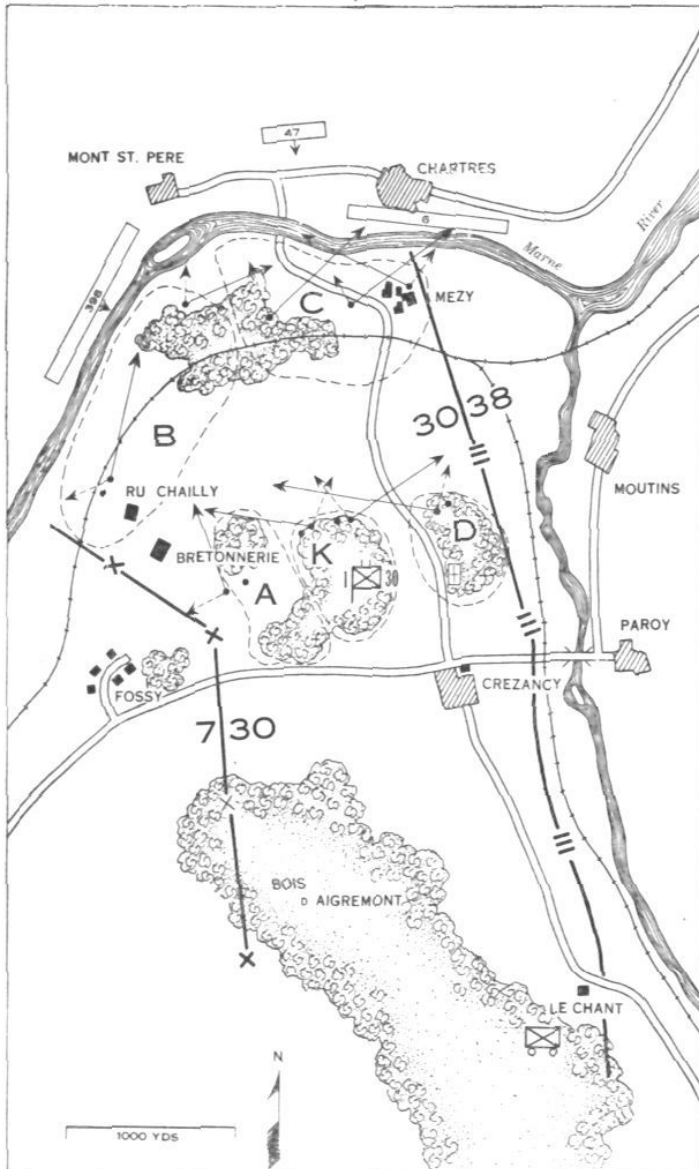 47
MONT ST. PERE
CHARTRES
6
River
Marne
398
C
MEZY
30 38
B
MOUTINS
RU CHAILLY
D
BRETONNERIE
K
A
1 30
PAROY
CREZANCY
FOSSY
7 30
BOIS
D AIGREMONT
LE CHANT
N
1000 YDS